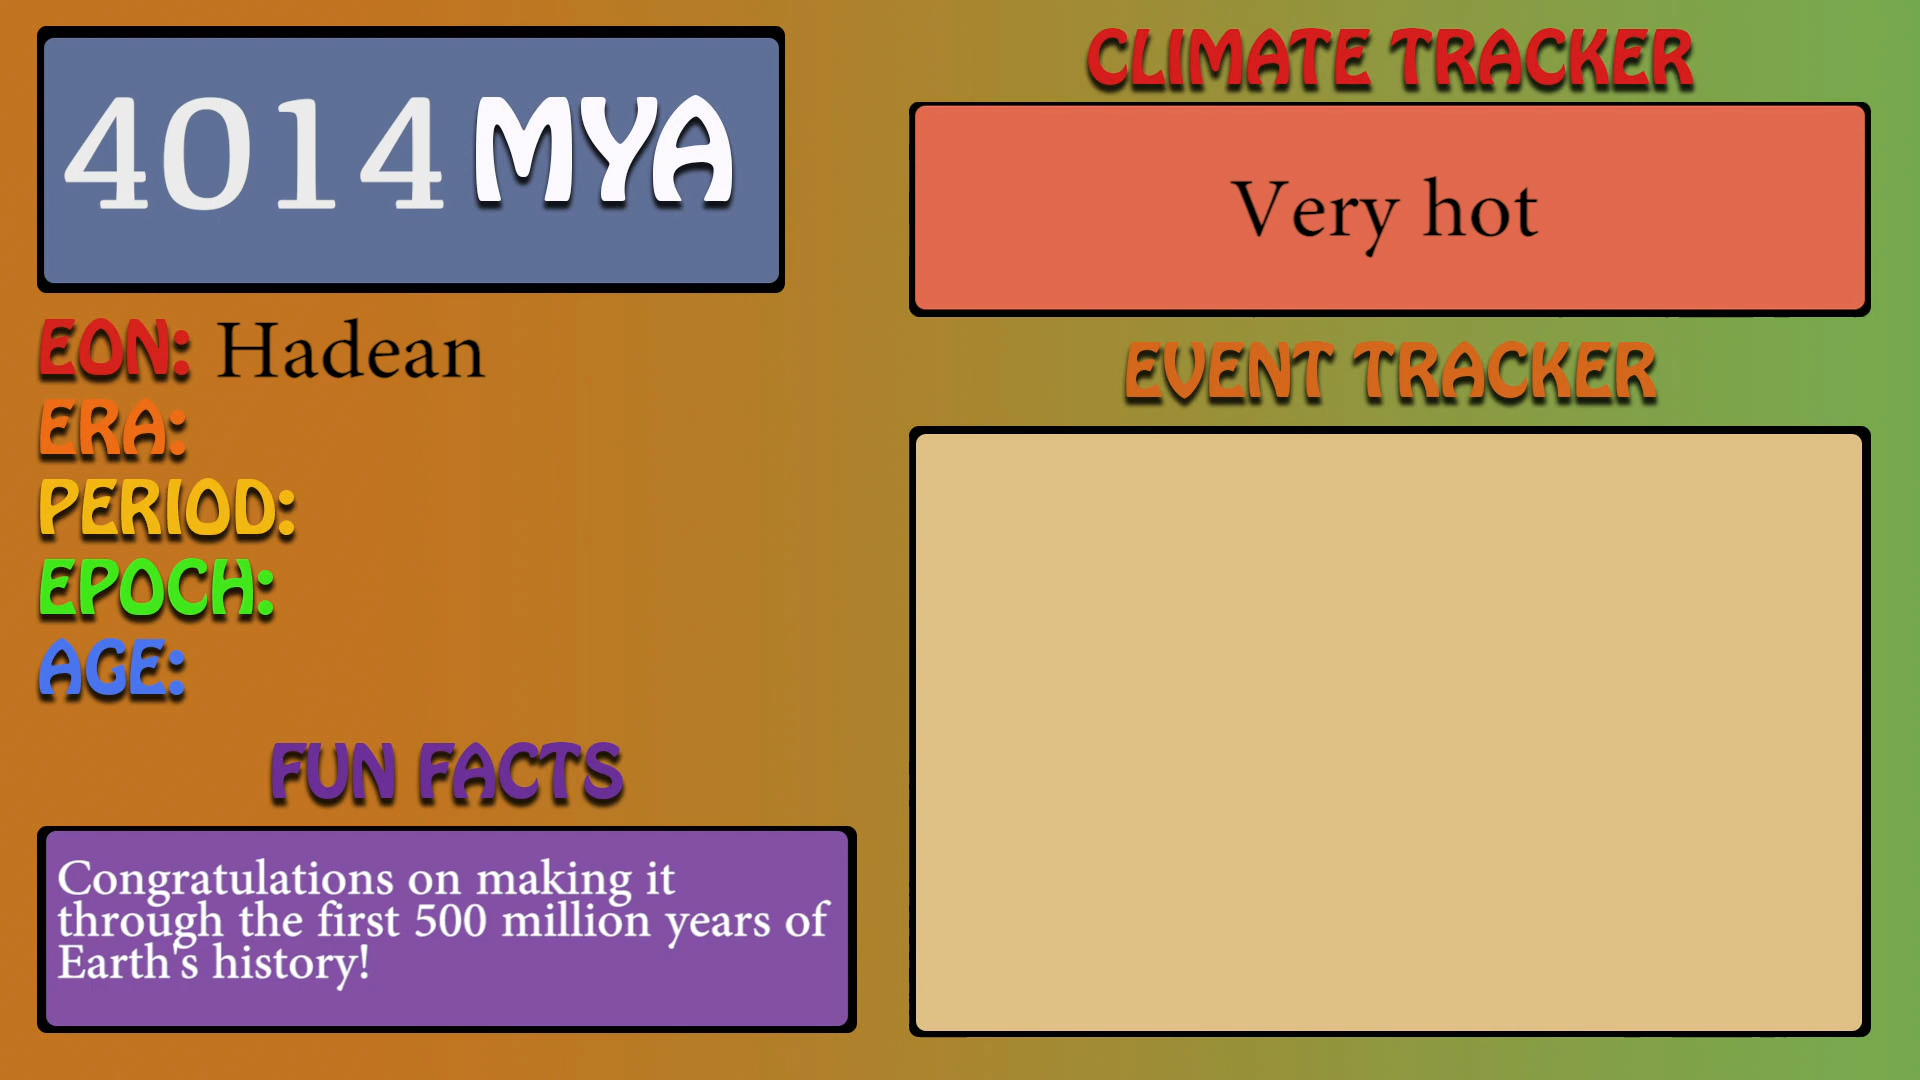 4014 MYA
EON: Hadean
ERA:
PERIOD:
EPOCH:
AGE:
FUN FACTS
Congratulations on making it
through the first 500 million years of
Earth's history!
CLIMATE TRACKER
Very hot
EVENT TRACKER